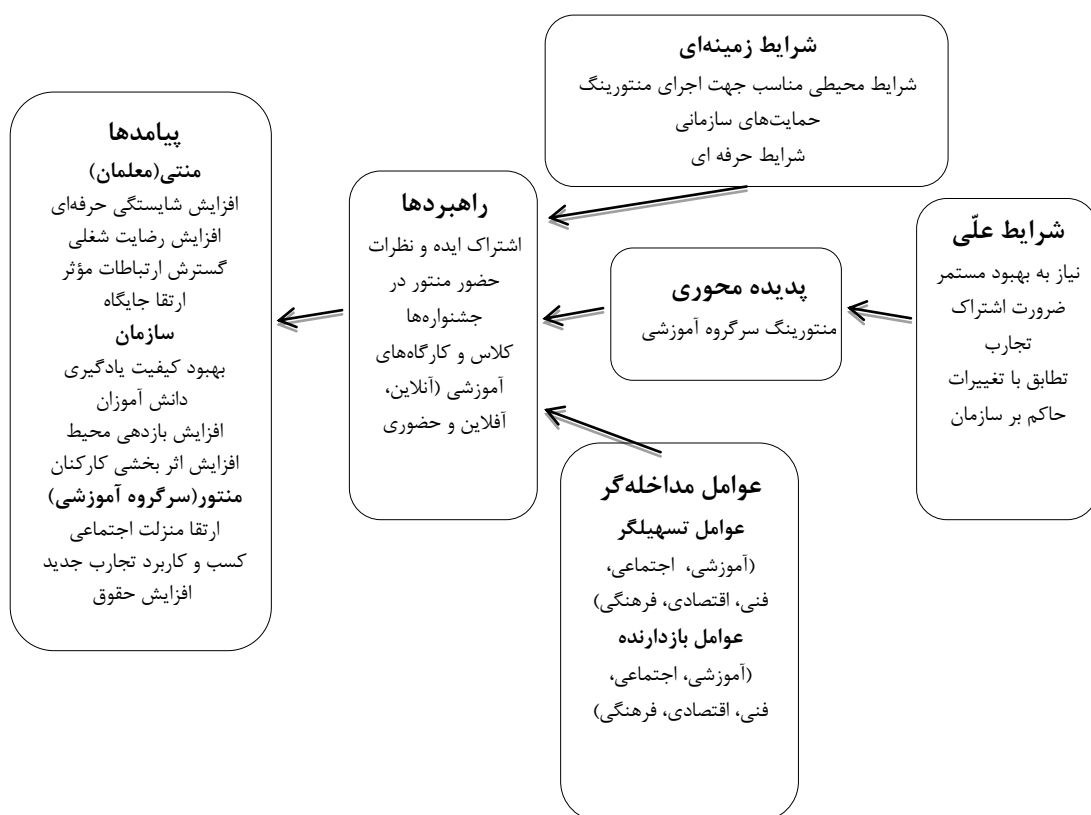 شرایط زمینه‌ای
شرایط محیطی مناسب جهت اجرای منتورینگ
حمایت‌های سازمانی
شرایط حرفه ای
شرایط علّی
نیاز به بهبود مستمر
ضرورت اشتراک
تجارب
تطابق با تغییرات
حاکم بر سازمان
پدیده محوری
منتورینگ سرگروه آموزشی
عوامل مداخله‌گر
عوامل تسهیلگر
(آموزشی، اجتماعی،
فنی، اقتصادی، فرهنگی)
عوامل بازدارنده
(آموزشی، اجتماعی،
فنی، اقتصادی، فرهنگی)
راهبردها
اشتراک ایده و نظرات
حضور منتور در
جشنواره‌ها
کلاس و کارگاه‌های
آموزشی (آنلاین،
آفلاین و حضوری
پیامدها
منتی(معلمان)
افزایش شایستگی حرفه‌ای
افزایش رضایت شغلی
گسترش ارتباطات مؤثر
ارتقا جایگاه
سازمان
بهبود کیفیت یادگیری
دانش آموزان
افزایش بازدهی محیط
افزایش اثر بخشی کارکنان
منتور(سرگروه آموزشی)
ارتقا منزلت اجتماعی
کسب و کاربرد تجارب جدید
افزایش حقوق